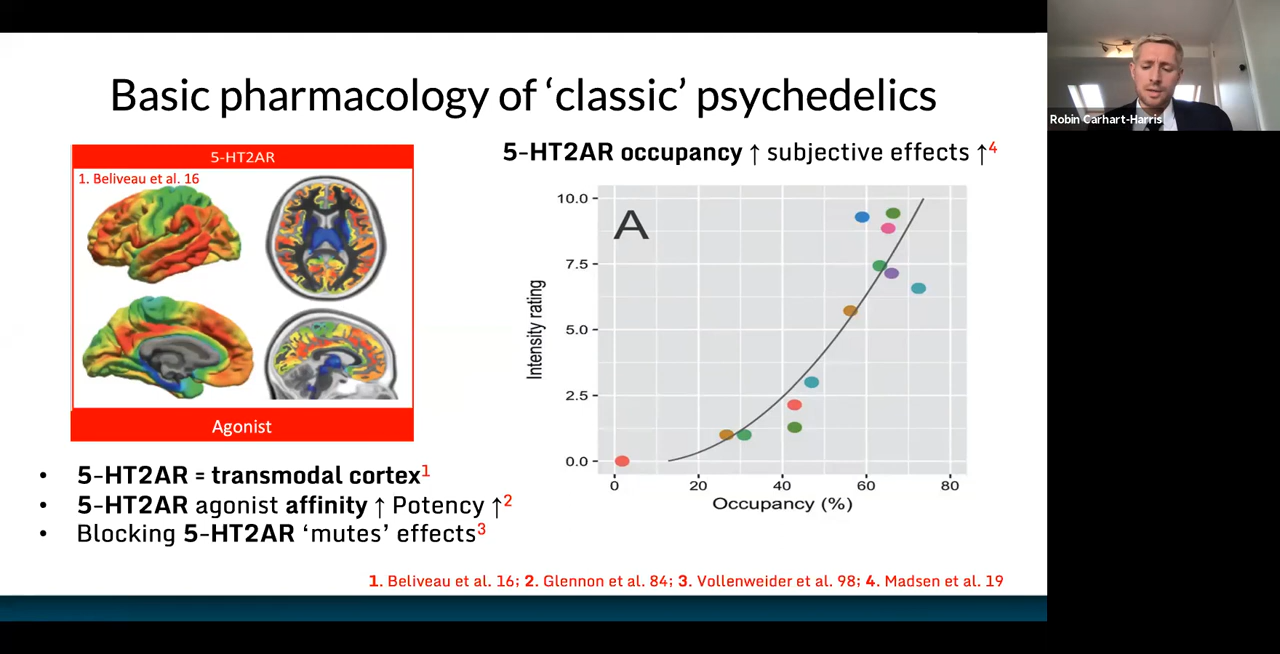 Basic pharmacology of ‘classic’ psychedelics
Robin Carhart-Harris
5-HT2AR
1. Beliveau et al. 16
Agonist
5-HT2AR occupancy ↑ subjective effects ↑4
A
10.0
7.5
5.0
2.5
0.0
Intensity rating
0 20 40 60 80
Occupancy (%)
• 5-HT2AR = transmodal cortex1
• 5-HT2AR agonist affinity ↑ Potency ↑2
• Blocking 5-HT2AR ‘mutes’ effects3
1. Beliveau et al. 16; 2. Glennon et al. 84; 3. Vollenweider et al. 98; 4. Madsen et al. 19